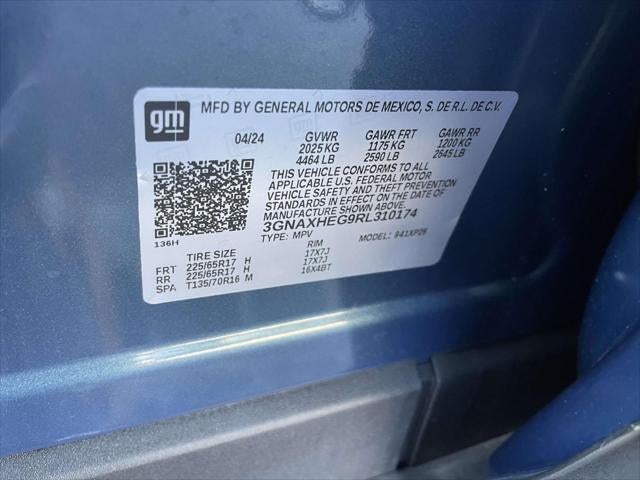 gm
MFD BY GENERAL MOTORS DE MEXICO, S. DE R.L. DE C.V.
04/24 GVWR GAWR FRT GAWR RR
2025 KG 1175 KG 1200 KG
4464 LB 2590 LB 2645 LB
THIS VEHICLE CONFORMS TO ALL
APPLICABLE U.S. FEDERAL MOTOR
VEHICLE SAFETY AND THEFT PREVENTION
STANDARDS IN EFFECT ON THE DATE OF
MANUFACTURE SHOWN ABOVE.
3GNAXHEG9RL310174
136H TYPE: MPV MODEL: 941XP26
TIRE SIZE RIM
FRT 225/65R17 H 17X7J
RR 225/65R17 H 17X7J
SPA T135/70R16 M 16X4BT